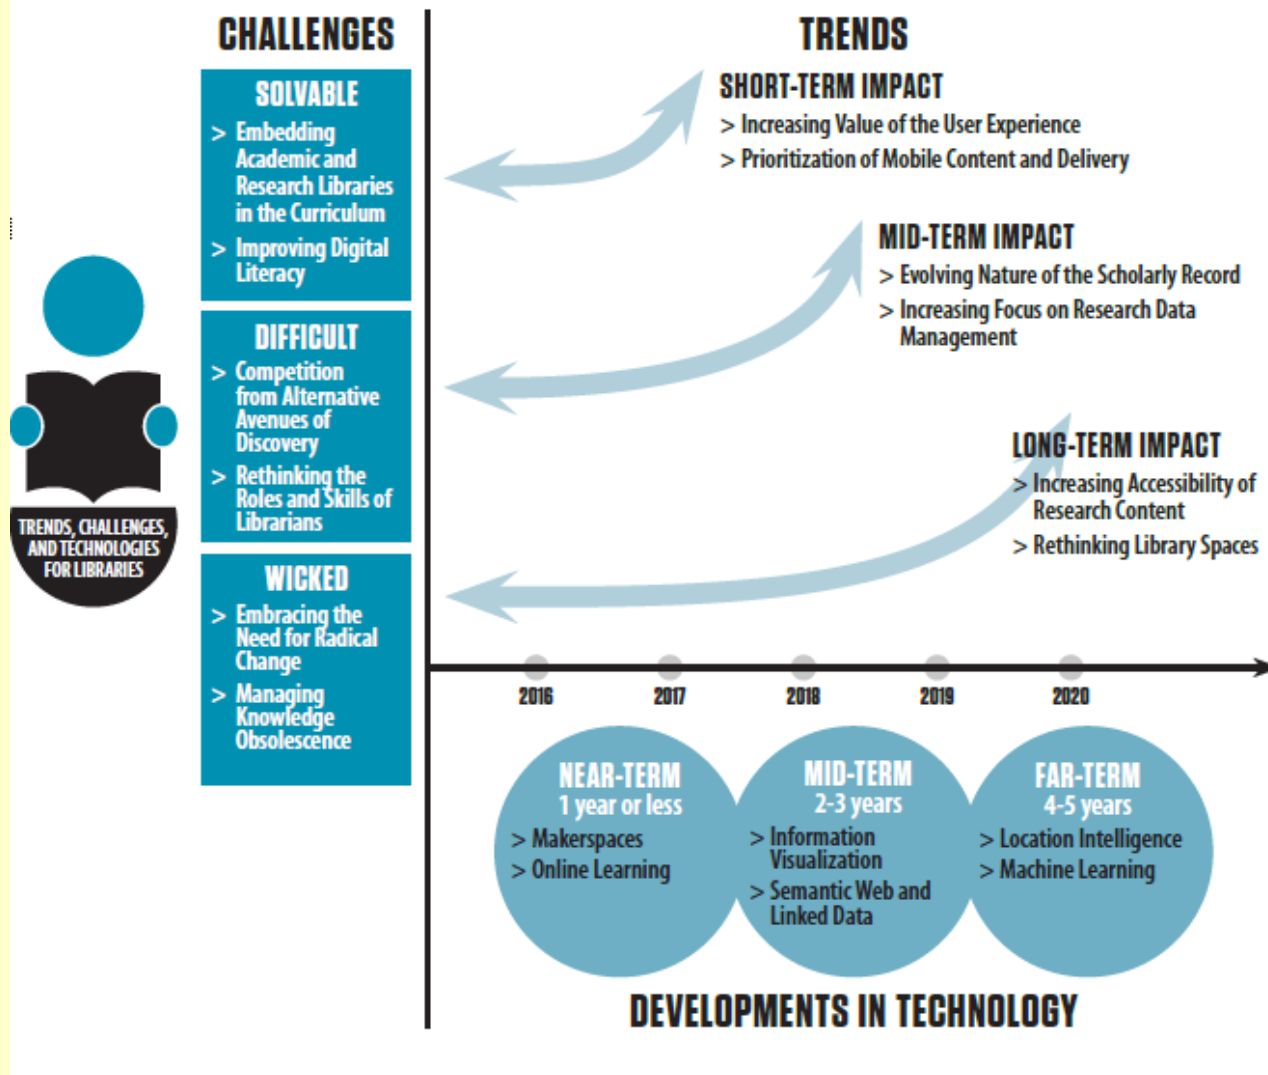 CHALLENGES
SOLVABLE
> Embedding
Academic and
Research Libraries
in the Curriculum
> Improving Digital
Literacy
DIFFICULT
> Competition
from Alternative
Avenues of
Discovery
> Rethinking the
Roles and Skills of
Librarians
WICKED
> Embracing the
Need for Radical
Change
> Managing
Knowledge
Obsolescence
TRENDS, CHALLENGES,
AND TECHNOLOGIES
FOR LIBRARIES
TRENDS
SHORT-TERM IMPACT
> Increasing Value of the User Experience
> Prioritization of Mobile Content and Delivery
MID-TERM IMPACT
> Evolving Nature of the Scholarly Record
> Increasing Focus on Research Data
Management
LONG-TERM IMPACT
> Increasing Accessibility of
Research Content
> Rethinking Library Spaces
2016 2017 2018 2019 2020
NEAR-TERM
1 year or less
> Makerspaces
> Online Learning
MID-TERM
2-3 years
> Information
Visualization
> Semantic Web and
Linked Data
FAR-TERM
4-5 years
> Location Intelligence
> Machine Learning
DEVELOPMENTS IN TECHNOLOGY